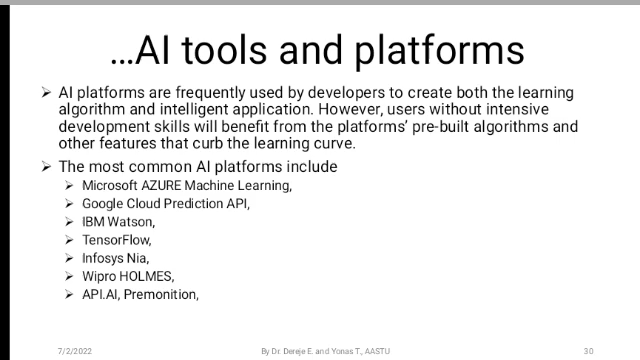 ...AI tools and platforms
➢ AI platforms are frequently used by developers to create both the learning
algorithm and intelligent application. However, users without intensive
development skills will benefit from the platforms’ pre-built algorithms and
other features that curb the learning curve.
➢ The most common AI platforms include
➢ Microsoft AZURE Machine Learning,
➢ Google Cloud Prediction API,
➢ IBM Watson,
➢ TensorFlow,
➢ Infosys Nia,
➢ Wipro HOLMES,
➢ API.AI, Premonition,
7/2/2022 By Dr. Dereje E. and Yonas T., AASTU 30